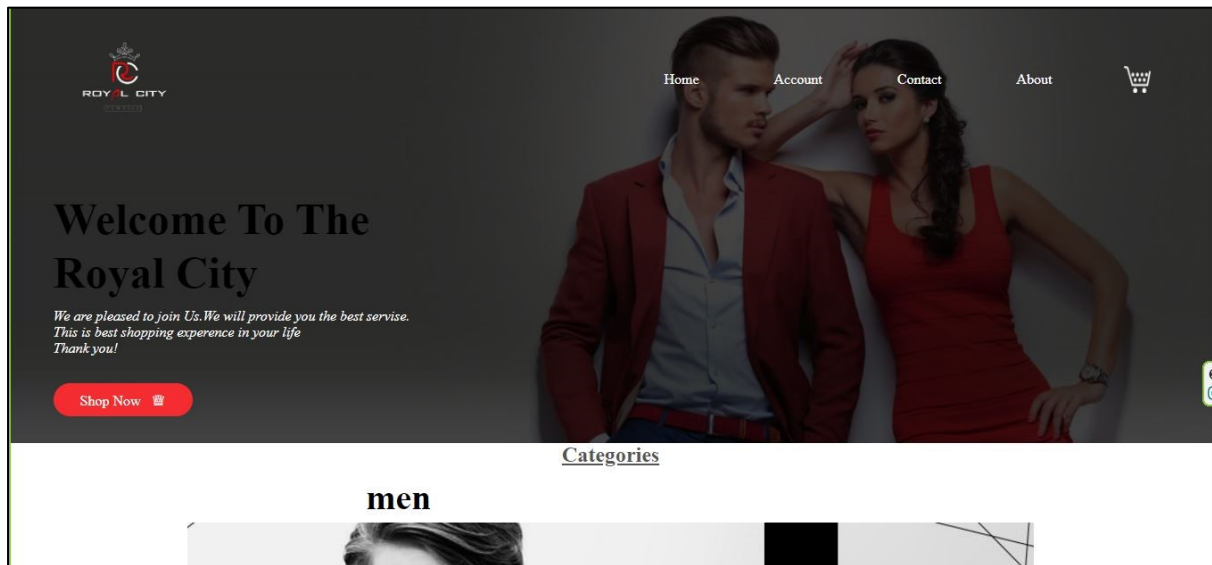 ROYAL CITY
Home Account Contact About
Welcome To The
Royal City
We are pleased to join Us.We will provide you the best servise.
This is best shopping experence in your life
Thank you!
Shop Now
Categories
men